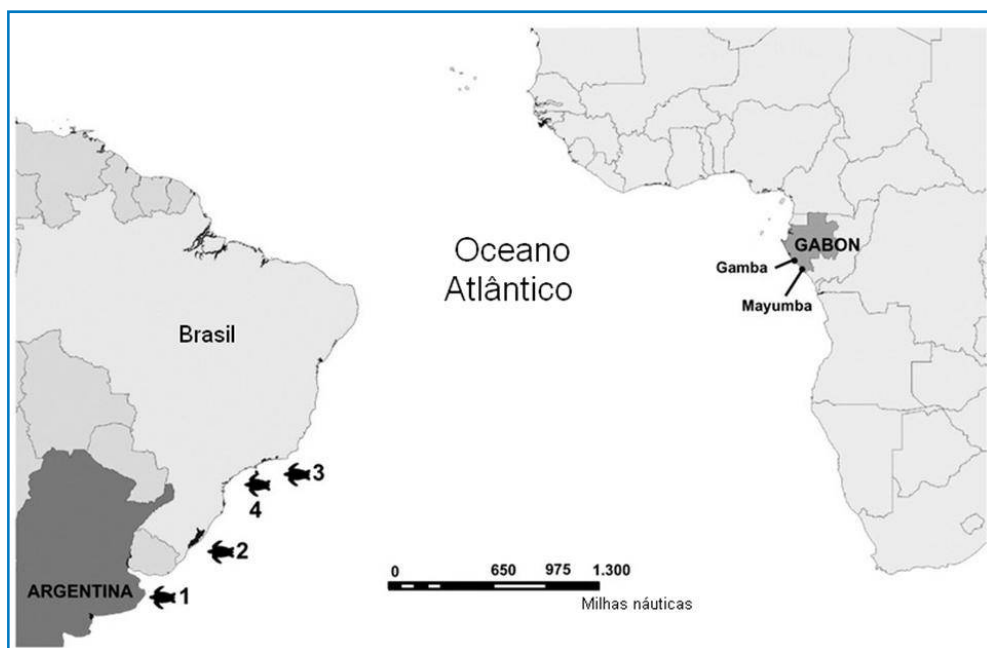 Oceano
Atlântico
GABON
Gamba
Mayumba
Brasil
3
4
2
ARGENTINA
1
0 650 975 1.300
Milhas náuticas